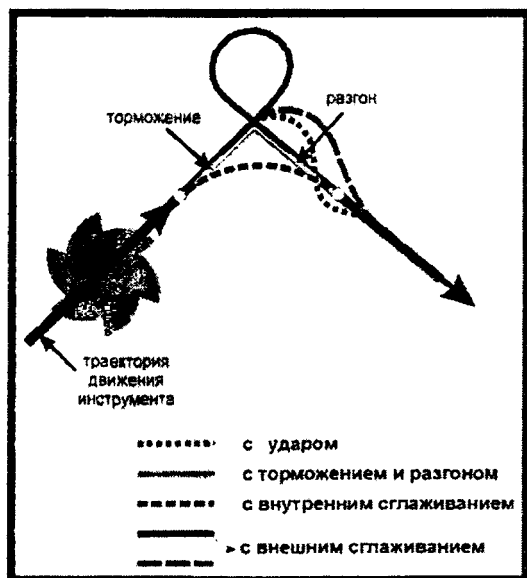 торможение
разгон
траектория
движения
инструмента
с ударом
с торможением и разгоном
с внутренним сглаживанием
с внешним сглаживанием